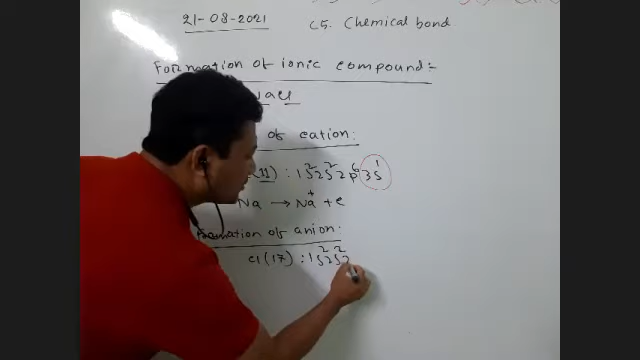 21-08-2021 C5. Chemical bond
Formation of ionic compound:-
NaCl
of cation:
(11) : 1s²2s²2p⁶3s¹
Na → Na⁺ + e
Formation of anion:
Cl(17) : 1s²2s²2